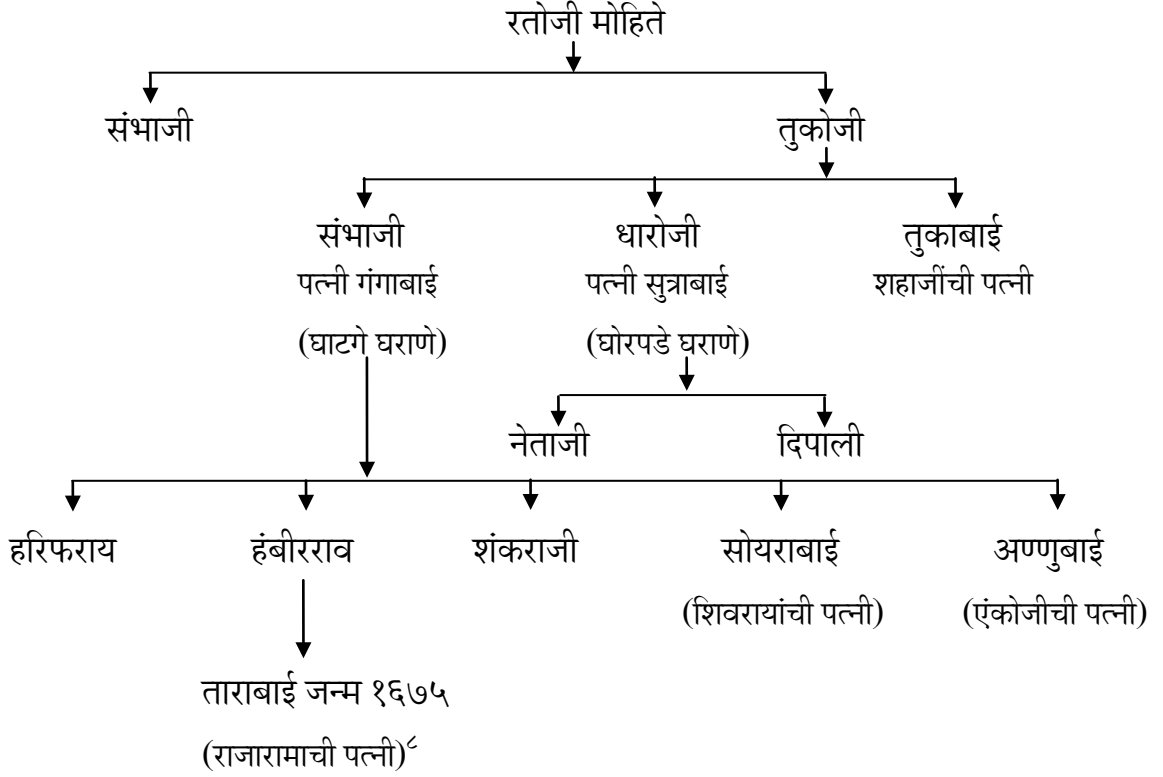 रतोजी मोहिते
संभाजी तुकोजी
संभाजी धारोजी तुकाबाई
पत्नी गंगाबाई पत्नी सुत्राबाई शहाजींची पत्नी
(घाटगे घराणे) (घोरपडे घराणे)
नेताजी दिपाली
हरिफराय हंबीरराव शंकराजी सोयराबाई अण्णुबाई
(शिवरायांची पत्नी) (एंकोजीची पत्नी)
ताराबाई जन्म १६७५
(राजारामाची पत्नी)८